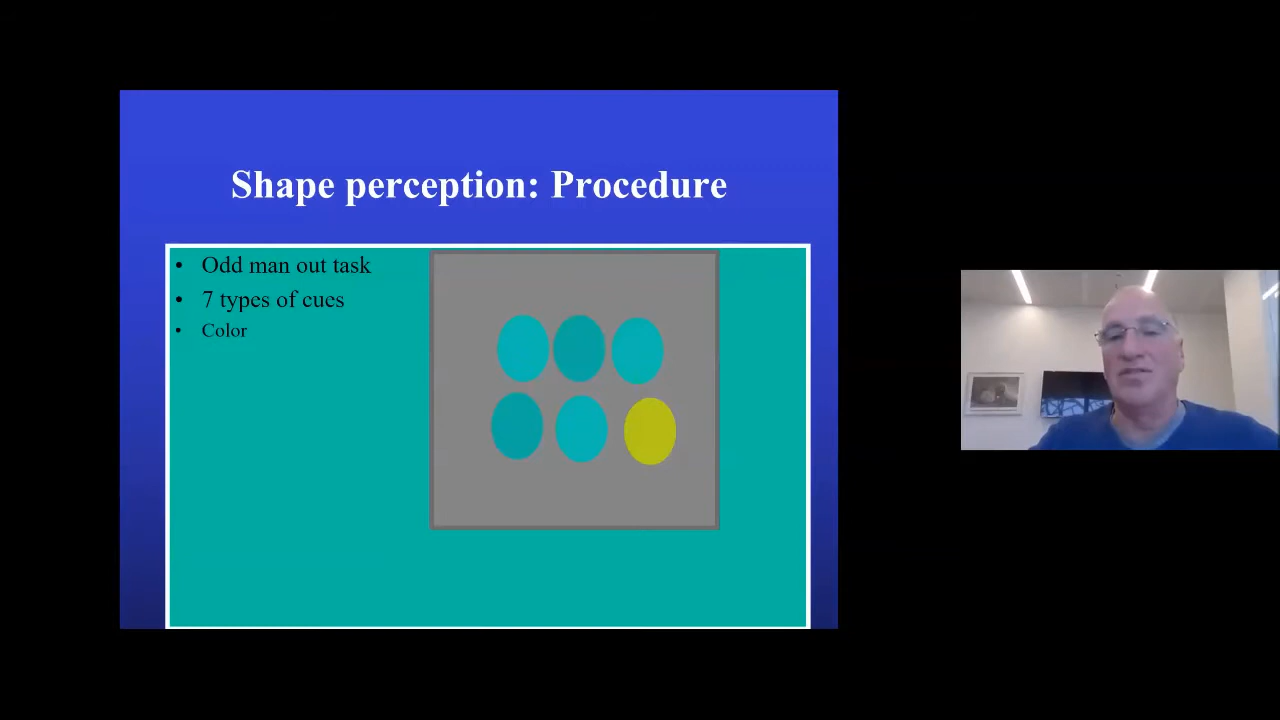 Shape perception: Procedure
• Odd man out task
• 7 types of cues
• Color